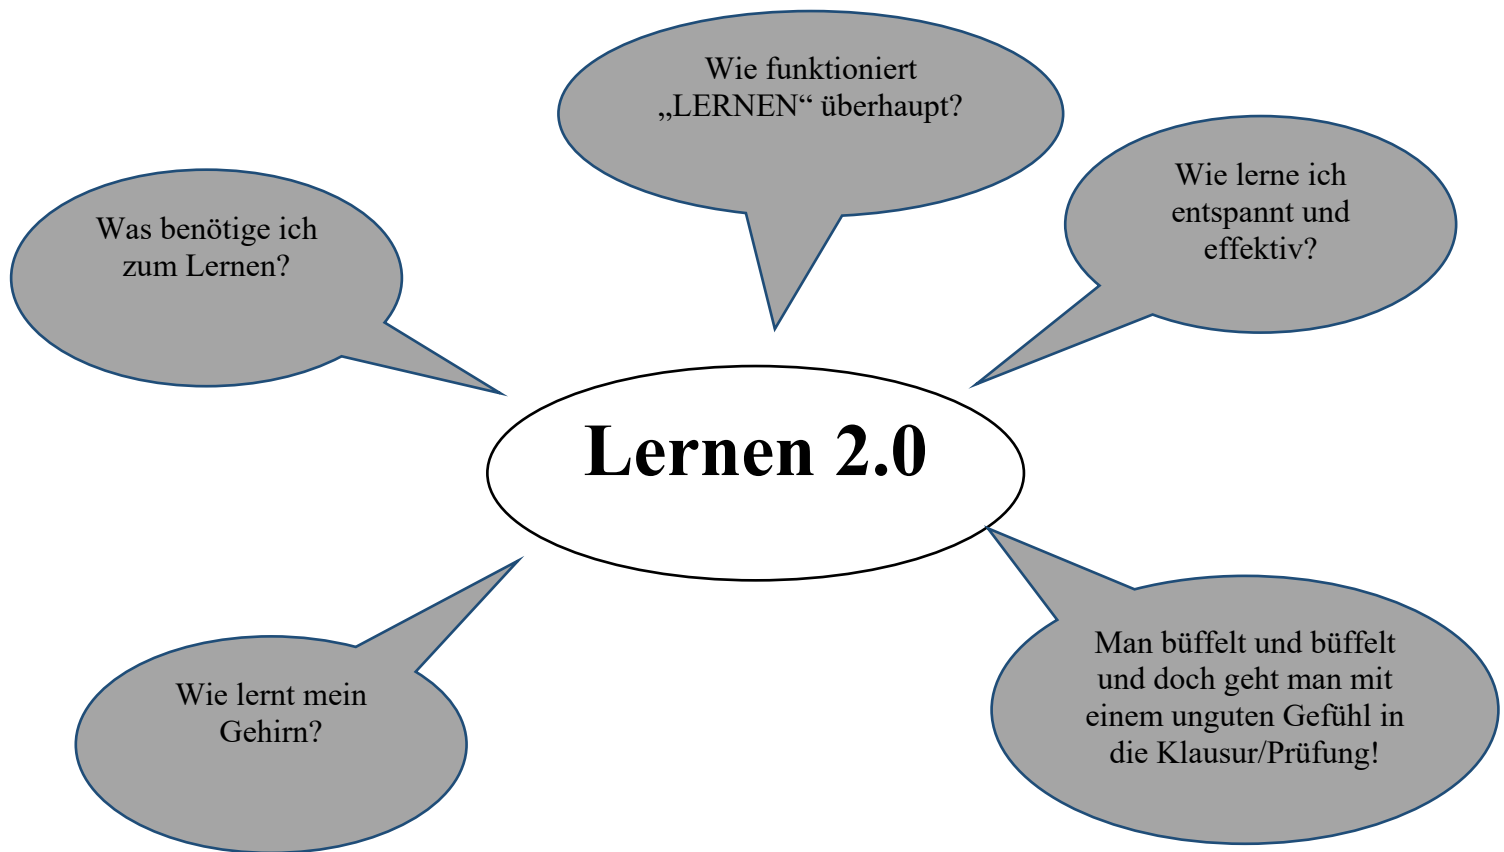 Wie funktioniert
„LERNEN“ überhaupt?
Wie lerne ich
entspannt und
effektiv?
Was benötige ich
zum Lernen?
Lernen 2.0
Man büffelt und büffelt
und doch geht man mit
einem unguten Gefühl in
die Klausur/Prüfung!
Wie lernt mein
Gehirn?